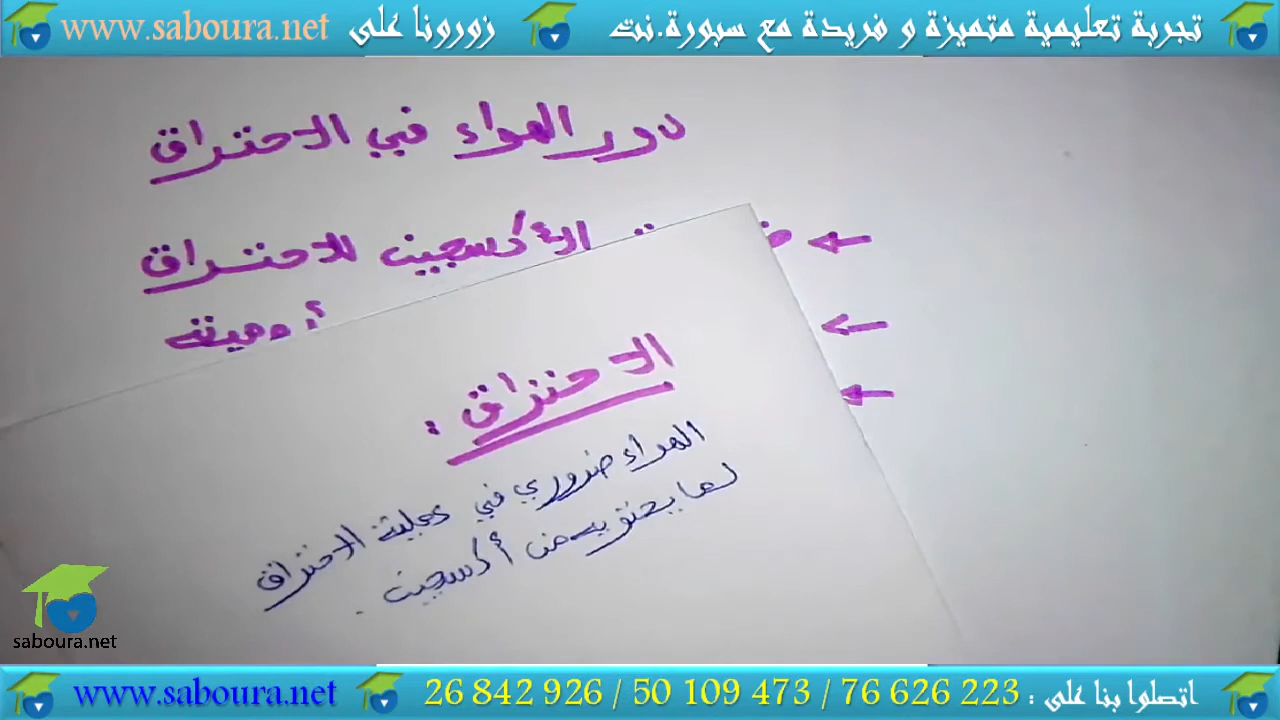 تجربة تعليمية متميزة و فريدة مع سبورة.نت زورونا على www.saboura.net
دور الهواء في الاحتراق
الأكسجين للاحتراق
الاحتراق :
الهواء ضروري في عملية الاحتراق
لما يحتويه من أكسجين .
saboura.net
اتصلوا بنا على : 26 842 926 / 50 109 473 / 76 626 223 www.saboura.net